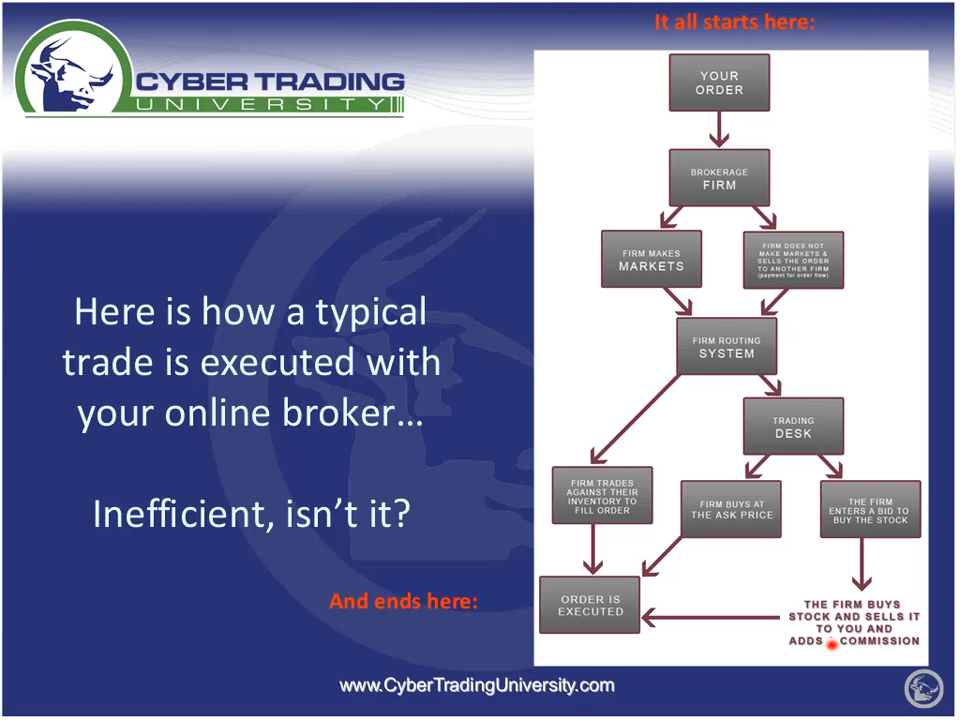 It all starts here:
CYBER TRADING
UNIVERSITY
YOUR
ORDER
BROKERAGE
FIRM
FIRM MAKES
MARKETS
FIRM DOES NOT
MAKE MARKETS &
SELLS THE ORDER
TO ANOTHER FIRM
(payment for order flow)
FIRM ROUTING
SYSTEM
Here is how a typical
trade is executed with
your online broker…
Inefficient, isn't it?
TRADING
DESK
FIRM TRADES
AGAINST THEIR
INVENTORY TO
FILL ORDER
FIRM BUYS AT
THE ASK PRICE
THE FIRM
ENTERS A BID TO
BUY THE STOCK
And ends here:
ORDER IS
EXECUTED
THE FIRM BUYS
STOCK AND SELLS IT
TO YOU AND
ADDS COMMISSION
www.CyberTradingUniversity.com